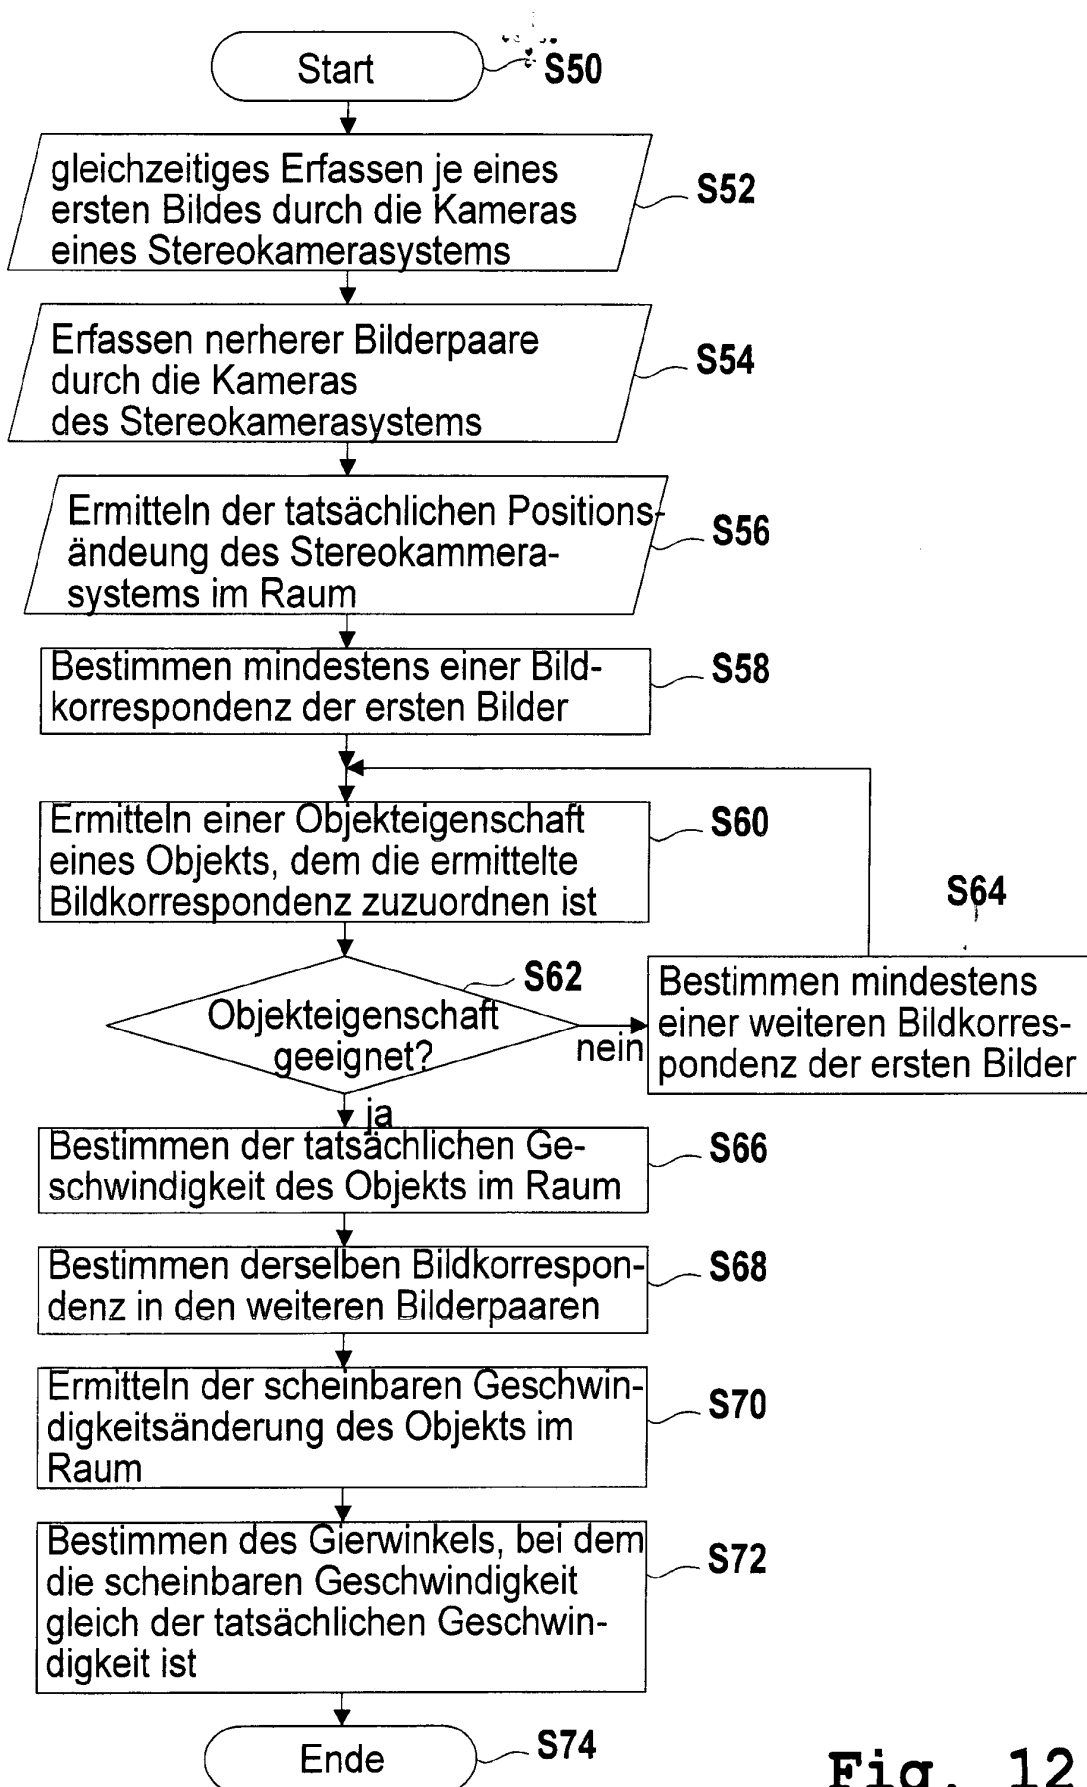 Start
S50
gleichzeitiges Erfassen je eines
ersten Bildes durch die Kameras
eines Stereokamerasystems
S52
Erfassen nerherer Bilderpaare
durch die Kameras
des Stereokamerasystems
S54
Ermitteln der tatsächlichen Positions-
ändeung des Stereokammera-
systems im Raum
S56
Bestimmen mindestens einer Bild-
korrespondenz der ersten Bilder
S58
Ermitteln einer Objekteigenschaft
eines Objekts, dem die ermittelte
Bildkorrespondenz zuzuordnen ist
S60
S62
Objekteigenschaft
geeignet?
nein
S64
Bestimmen mindestens
einer weiteren Bildkorres-
pondenz der ersten Bilder
ja
Bestimmen der tatsächlichen Ge-
schwindigkeit des Objekts im Raum
S66
Bestimmen derselben Bildkorrespon-
denz in den weiteren Bilderpaaren
S68
Ermitteln der scheinbaren Geschwin-
digkeitsänderung des Objekts im
Raum
S70
Bestimmen des Gierwinkels, bei dem
die scheinbaren Geschwindigkeit
gleich der tatsächlichen Geschwin-
digkeit ist
S72
Ende
S74
Fig. 12